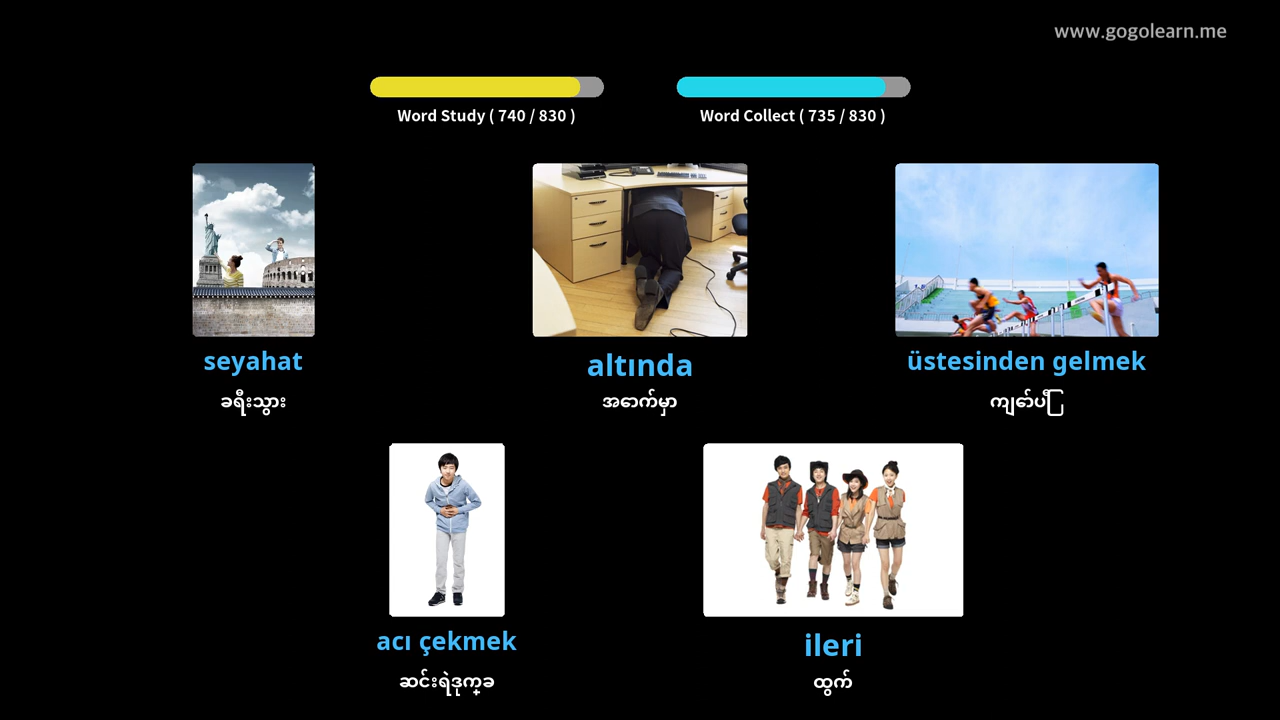 www.gogolearn.me
Word Study ( 740 / 830 )
Word Collect ( 735 / 830 )
seyahat
ခရီးသွား
altında
အောက်မှာ
üstesinden gelmek
ကျော်ပြီ
acı çekmek
ဆင်းရဲဒုက္ခ
ileri
ထွက်